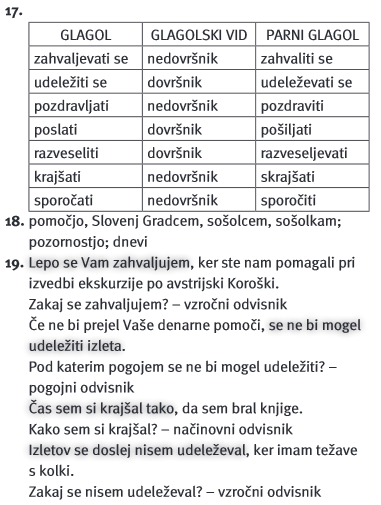 17.
GLAGOL GLAGOLSKI VID PARNI GLAGOL
zahvaljevati se nedovršnik zahvaliti se
udeležiti se dovršnik udeleževati se
pozdravljati nedovršnik pozdraviti
poslati dovršnik pošiljati
razveseliti dovršnik razveseljevati
krajšati nedovršnik skrajšati
sporočati nedovršnik sporočiti
18. pomočjo, Slovenj Gradcem, sošolcem, sošolkam;
pozornostjo; dnevi
19. Lepo se Vam zahvaljujem, ker ste nam pomagali pri
izvedbi ekskurzije po avstrijski Koroški.
Zakaj se zahvaljujem? – vzročni odvisnik
Če ne bi prejel Vaše denarne pomoči, se ne bi mogel
udeležiti izleta.
Pod katerim pogojem se ne bi mogel udeležiti? –
pogojni odvisnik
Čas sem si krajšal tako, da sem bral knjige.
Kako sem si krajšal? – načinovni odvisnik
Izletov se doslej nisem udeleževal, ker imam težave
s kolki.
Zakaj se nisem udeleževal? – vzročni odvisnik